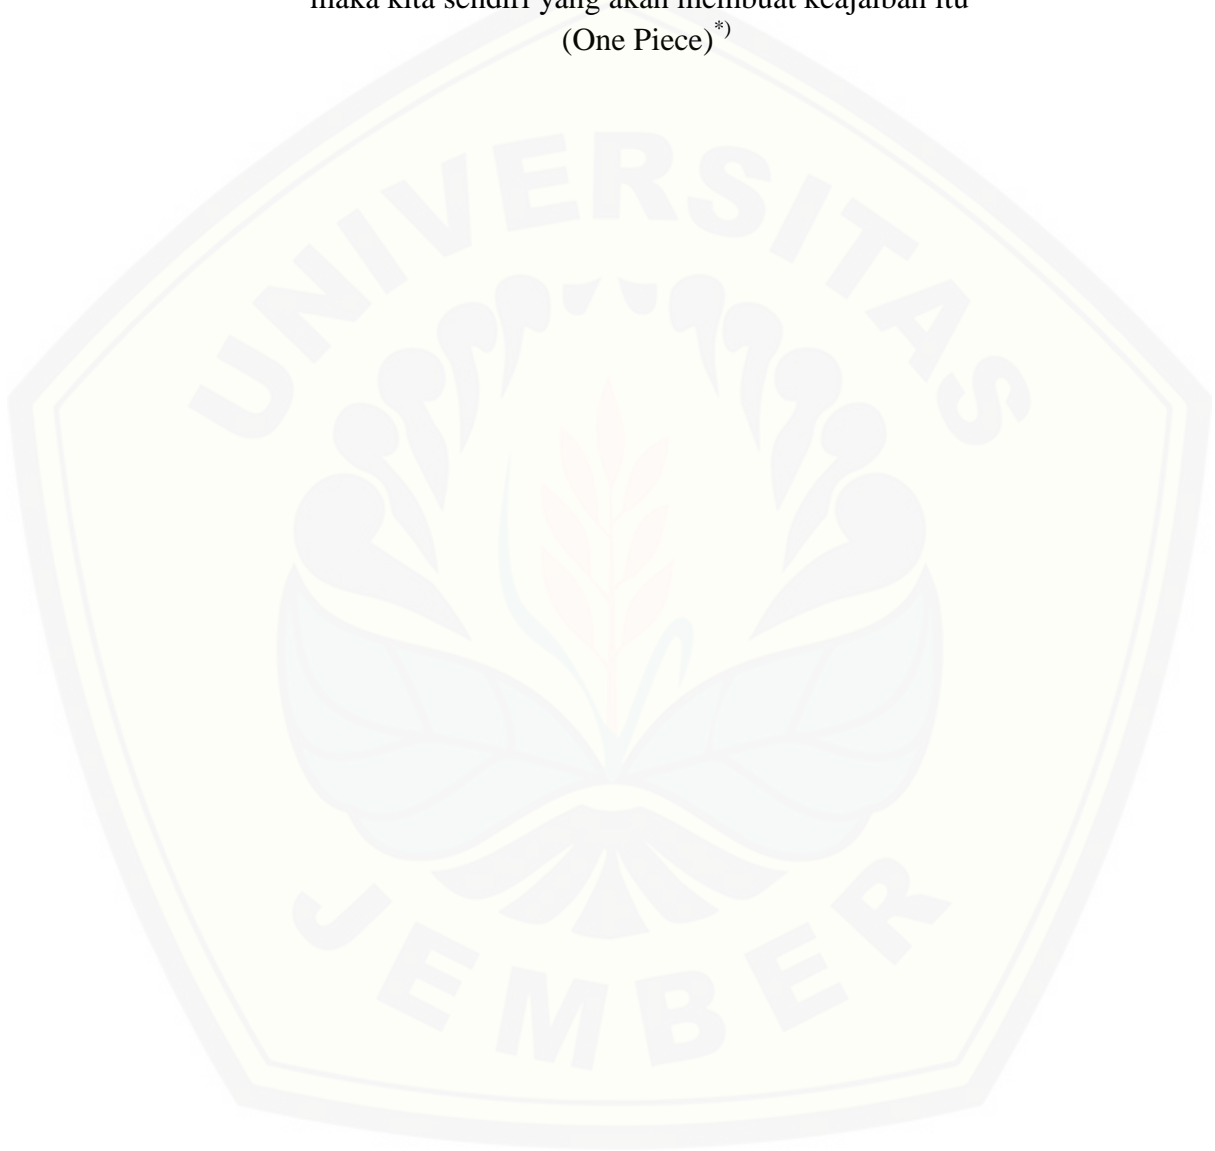 maka kita sendiri yang akan membuat keajaiban itu
(One Piece)*)
UNIVERSITAS
JEMBER